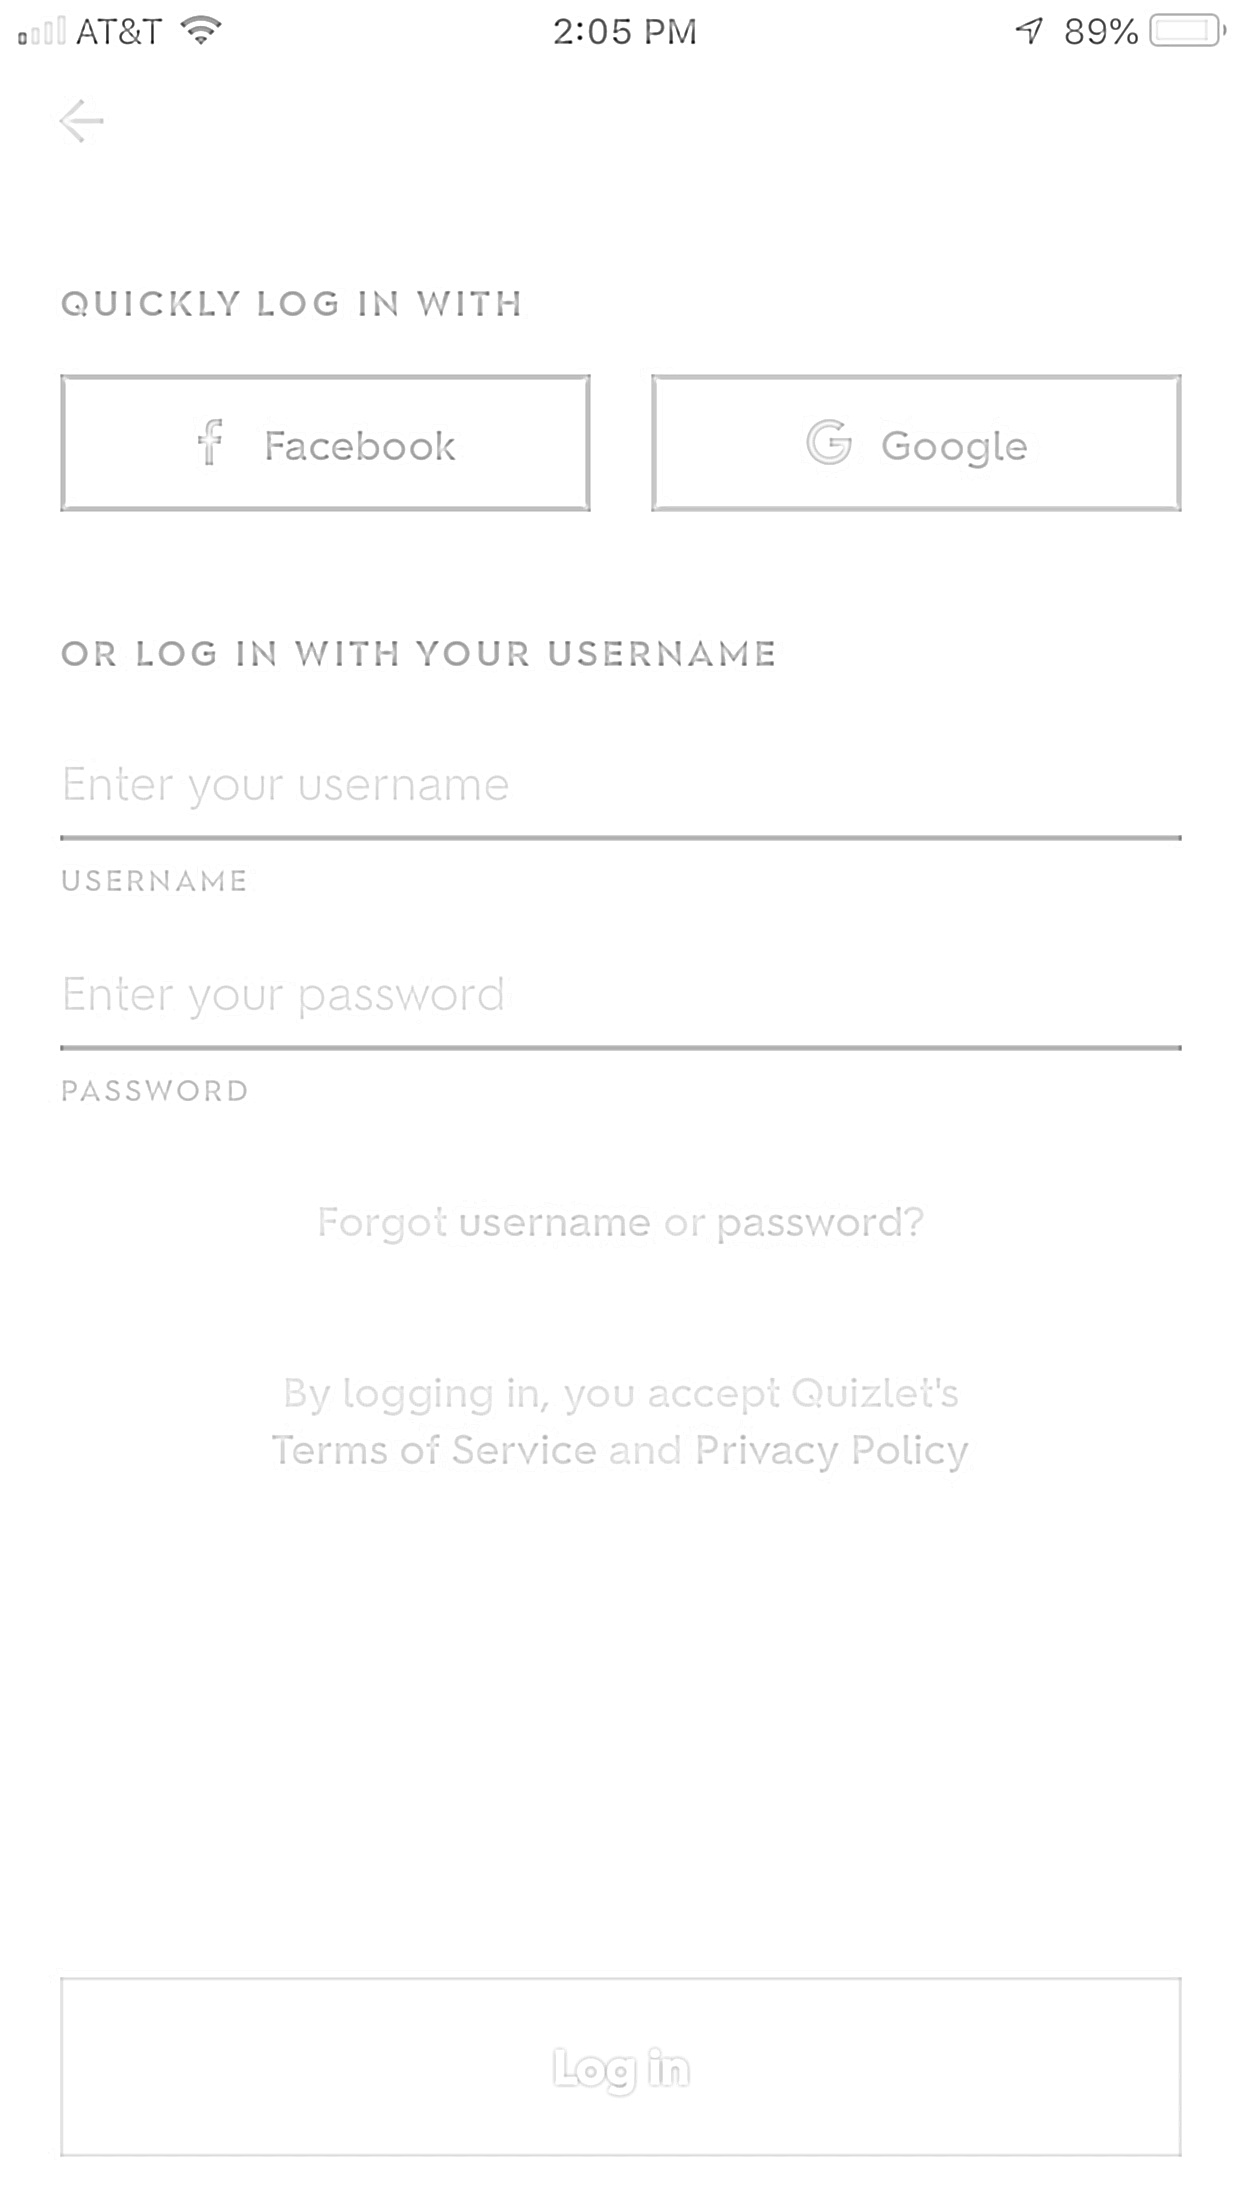 AT&T 2:05 PM 89%
QUICKLY LOG IN WITH
f Facebook G Google
OR LOG IN WITH YOUR USERNAME
Enter your username
USERNAME
Enter your password
PASSWORD
Forgot username or password?
By logging in, you accept Quizlet's
Terms of Service and Privacy Policy
Log in